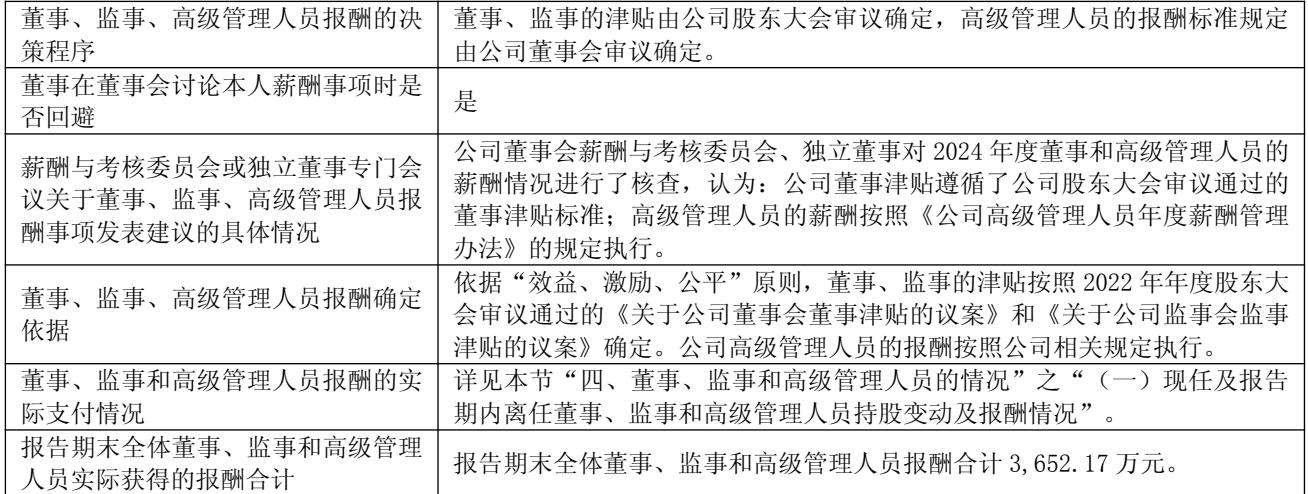 董事、监事、高级管理人员报酬的决
策程序
董事、监事的津贴由公司股东大会审议确定，高级管理人员的报酬标准规定
由公司董事会审议确定。
董事在董事会讨论本人薪酬事项时是
否回避
是
薪酬与考核委员会或独立董事专门会
议关于董事、监事、高级管理人员报
酬事项发表建议的具体情况
公司董事会薪酬与考核委员会、独立董事对 2024 年度董事和高级管理人员的
薪酬情况进行了核查，认为：公司董事津贴遵循了公司股东大会审议通过的
董事津贴标准；高级管理人员的薪酬按照《公司高级管理人员年度薪酬管理
办法》的规定执行。
董事、监事、高级管理人员报酬确定
依据
依据“效益、激励、公平”原则，董事、监事的津贴按照 2022 年年度股东大
会审议通过的《关于公司董事会董事津贴的议案》和《关于公司监事会监事
津贴的议案》确定。公司高级管理人员的报酬按照公司相关规定执行。
董事、监事和高级管理人员报酬的实
际支付情况
详见本节“四、董事、监事和高级管理人员的情况”之“（一）现任及报告
期内离任董事、监事和高级管理人员持股变动及报酬情况”。
报告期末全体董事、监事和高级管理
人员实际获得的报酬合计
报告期末全体董事、监事和高级管理人员报酬合计 3,652.17 万元。